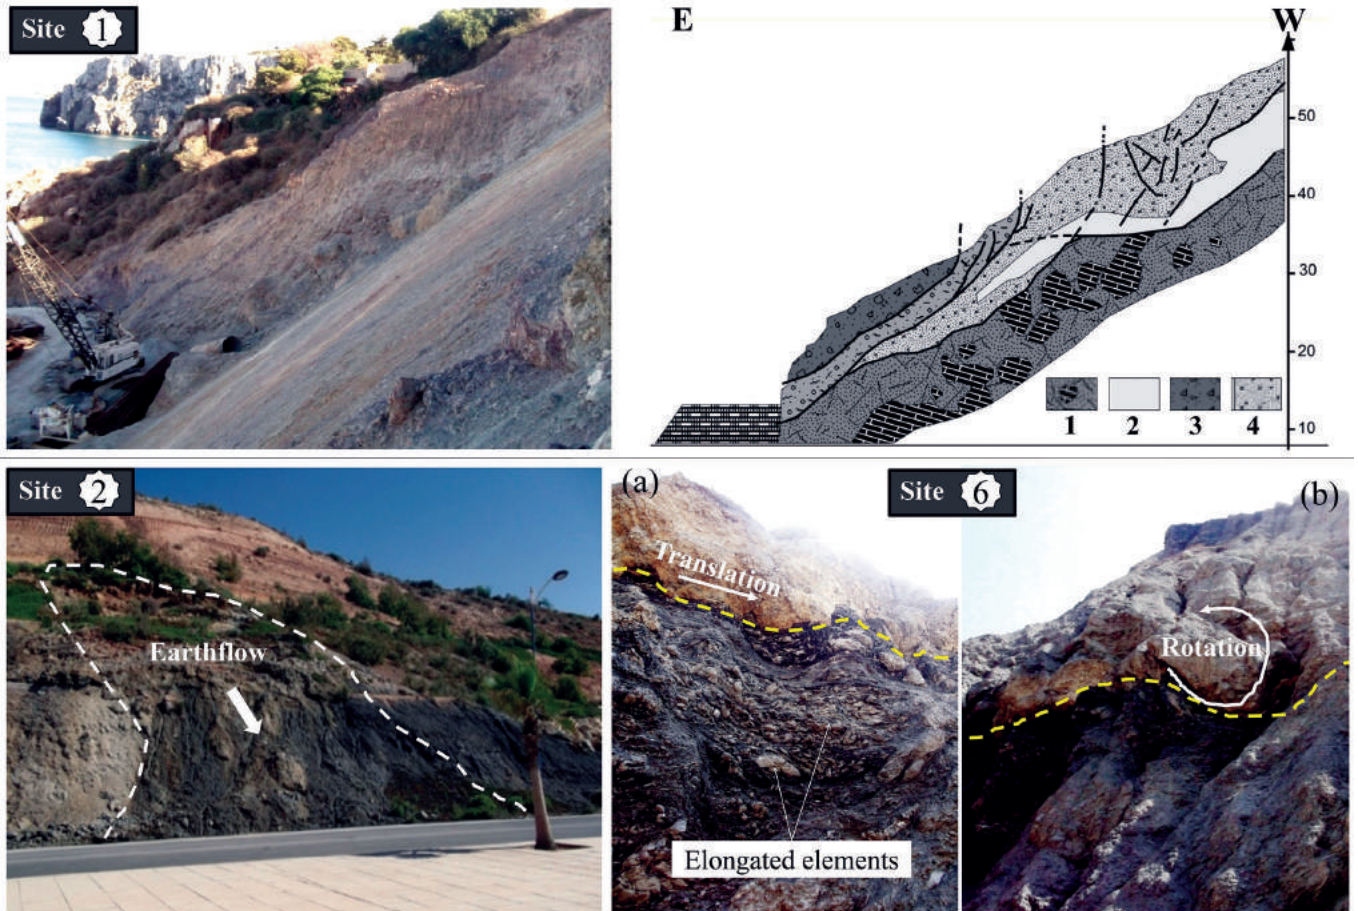 Site 1
E
W
50
40
30
20
10
1 2 3 4
Site 2
Earthflow
(a)
Translation
Elongated elements
Site 6
(b)
Rotation